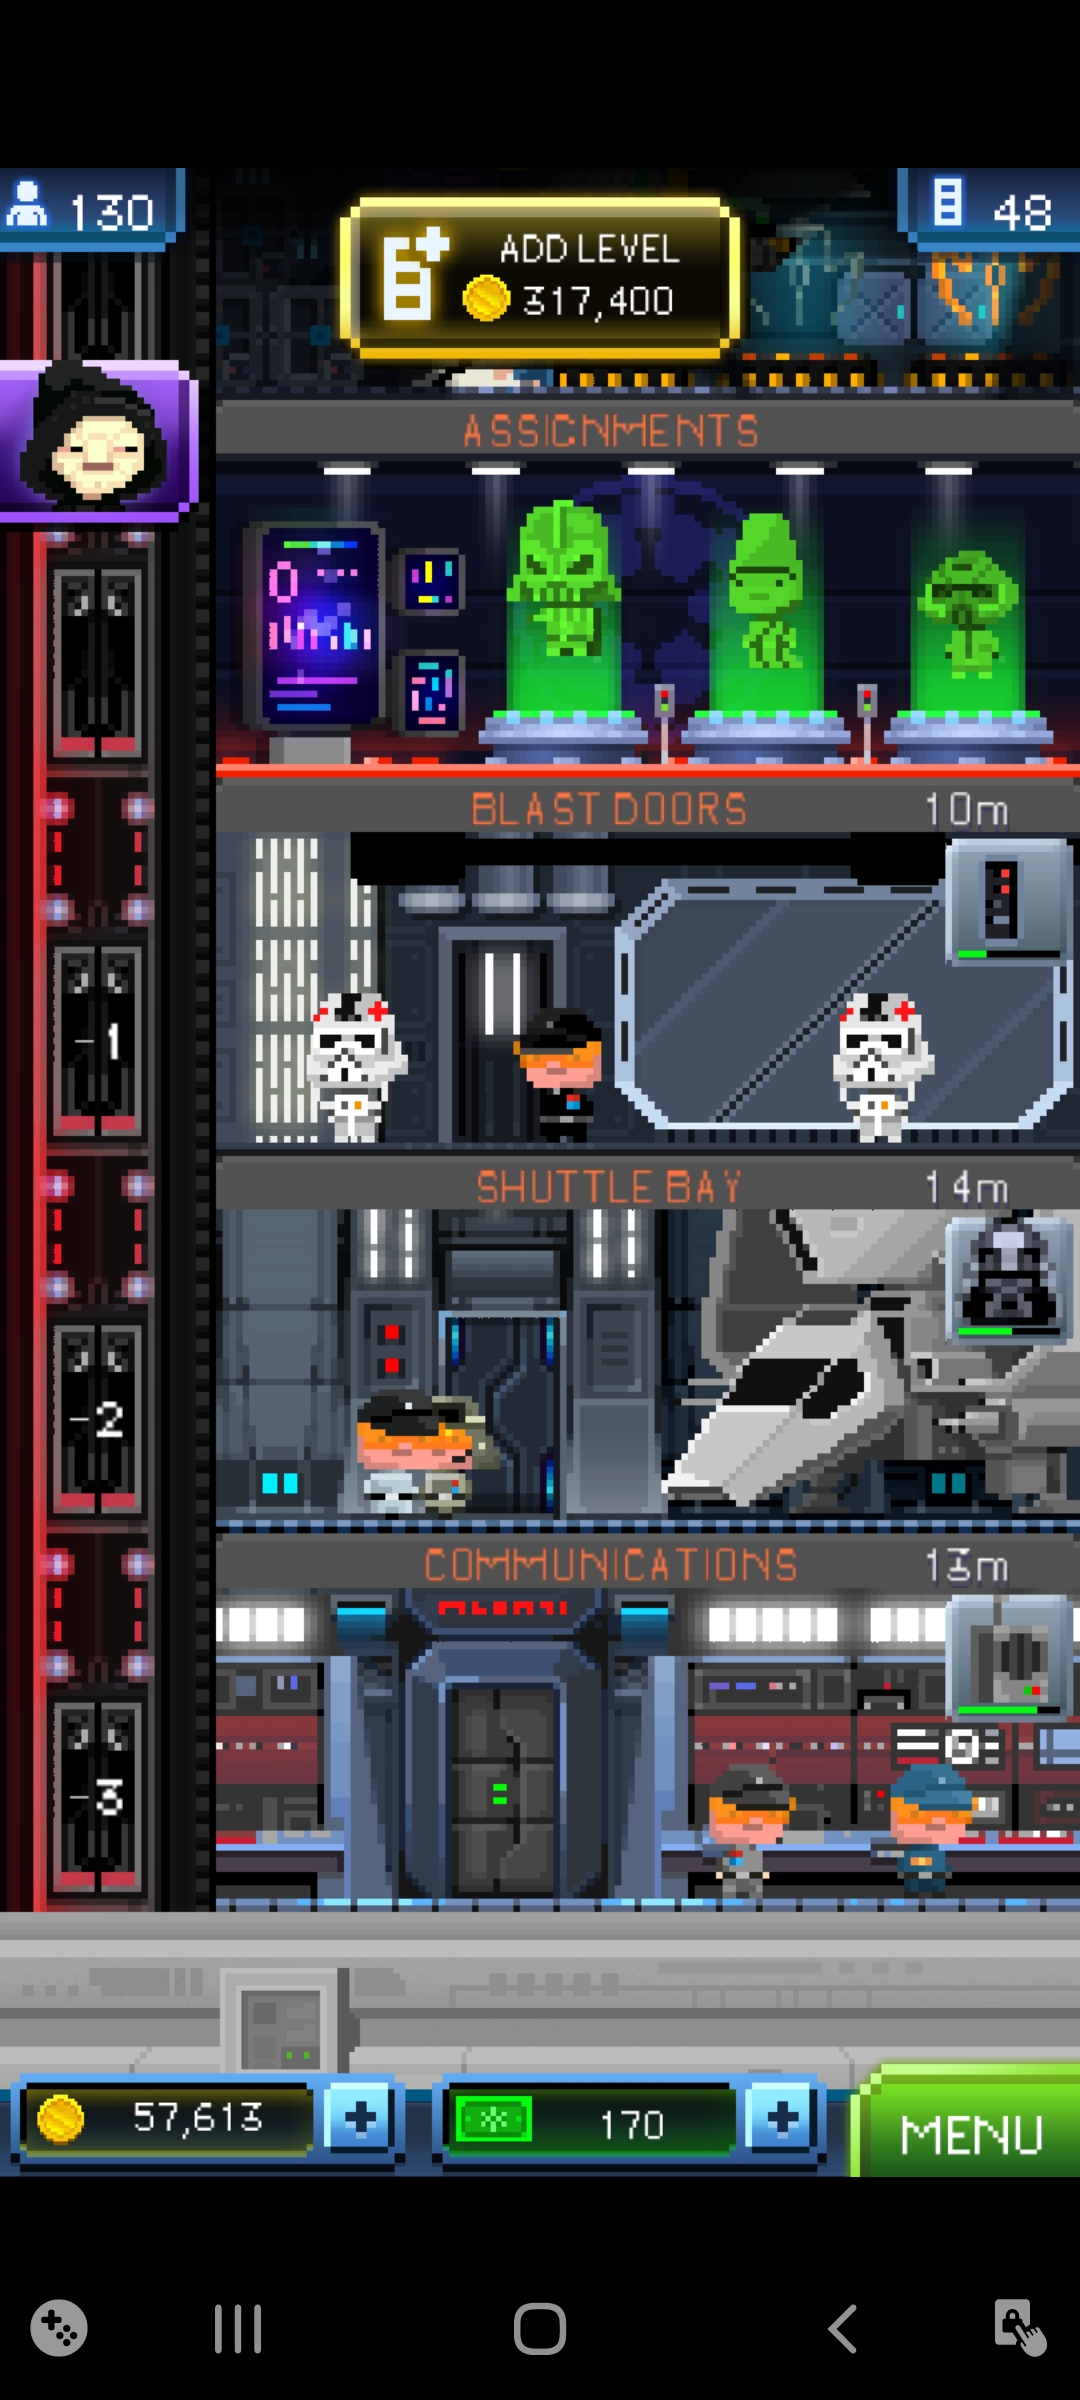 130
ADD LEVEL
317,400
48
ASSIGNMENTS
BLAST DOORS 10m
-1
SHUTTLE BAY 14m
-2
COMMUNICATIONS 13m
-3
57,613
170
MENU